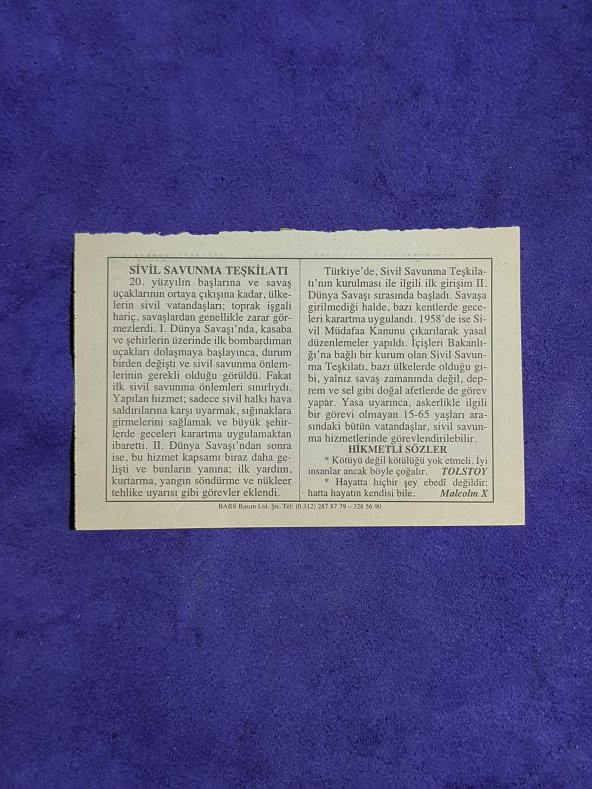 SİVİL SAVUNMA TEŞKİLATI
20. yüzyılın başlarına ve savaş
uçaklarının ortaya çıkışına kadar, ülke-
lerin sivil vatandaşları; toprak işgali
hariç, savaşlardan genellikle zarar gör-
mezlerdi. I. Dünya Savaşı'nda, kasaba
ve şehirlerin üzerinde ilk bombardıman
uçakları dolaşmaya başlayınca, durum
birden değişti ve sivil savunma önlem-
lerinin gerekli olduğu görüldü. Fakat
ilk sivil savunma önlemleri sınırlıydı.
Yapılan hizmet; sadece sivil halkı hava
saldırılarına karşı uyarmak, sığınaklara
girmelerini sağlamak ve büyük şehir-
lerde geceleri karartma uygulamaktan
ibaretti. II. Dünya Savaşı'ndan sonra
ise, bu hizmet kapsamı biraz daha ge-
lişti ve bunların yanına; ilk yardım,
kurtarma, yangın söndürme ve nükleer
tehlike uyarısı gibi görevler eklendi.
Türkiye'de, Sivil Savunma Teşkila-
tı'nın kurulması ile ilgili ilk girişim II.
Dünya Savaşı sırasında başladı. Savaşa
girilmediği halde, bazı kentlerde gece-
leri karartma uygulandı. 1958'de ise Si-
vil Müdafaa Kanunu çıkarılarak yasal
düzenlemeler yapıldı. İçişleri Bakanlı-
ğı'na bağlı bir kurum olan Sivil Savun-
ma Teşkilatı, bazı ülkelerde olduğu gi-
bi, yalnız savaş zamanında değil, dep-
rem ve sel gibi doğal afetlerde de görev
yapar. Yasa uyarınca, askerlikle ilgili
bir görevi olmayan 15-65 yaşları ara-
sındaki bütün vatandaşlar, sivil savun-
ma hizmetlerinde görevlendirilebilir.
HİKMETLİ SÖZLER
* Kötüyü değil kötülüğü yok etmeli. İyi
insanlar ancak böyle çoğalır. TOLSTOY
* Hayatta hiçbir şey ebedî değildir;
hatta hayatın kendisi bile. Malcolm X
BARS Basım Ltd. Şti. Tel: (0.312) 287 87 79 – 328 56 90